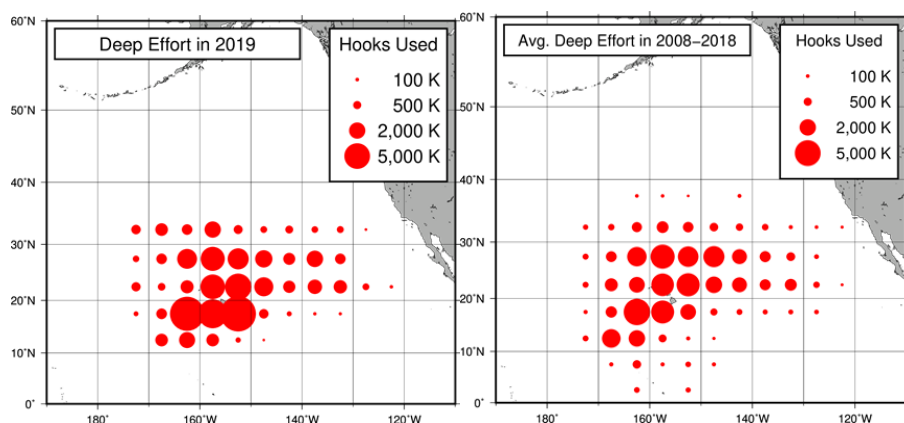 Deep Effort in 2019
Hooks Used
100 K
500 K
2,000 K
5,000 K
60˚N
50˚N
40˚N
30˚N
20˚N
10˚N
0˚
180˚
160˚W
140˚W
120˚W
Avg. Deep Effort in 2008−2018
Hooks Used
100 K
500 K
2,000 K
5,000 K
60˚N
50˚N
40˚N
30˚N
20˚N
10˚N
0˚
180˚
160˚W
140˚W
120˚W